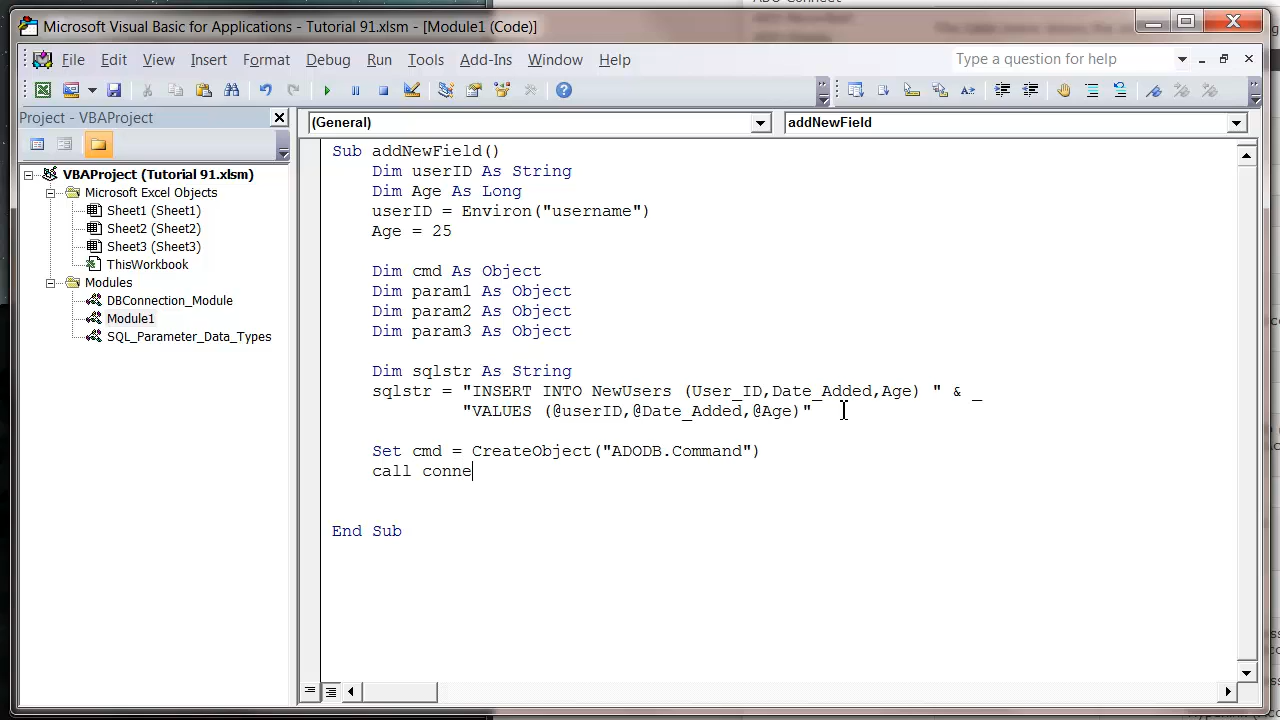 Microsoft Visual Basic for Applications - Tutorial 91.xlsm - [Module1 (Code)]
File Edit View Insert Format Debug Run Tools Add-Ins Window Help
Type a question for help
Project - VBAProject
(General)
addNewField
VBAProject (Tutorial 91.xlsm)
Microsoft Excel Objects
Sheet1 (Sheet1)
Sheet2 (Sheet2)
Sheet3 (Sheet3)
ThisWorkbook
Modules
DBConnection_Module
Module1
SQL_Parameter_Data_Types
Sub addNewField()
Dim userID As String
Dim Age As Long
userID = Environ("username")
Age = 25
Dim cmd As Object
Dim param1 As Object
Dim param2 As Object
Dim param3 As Object
Dim sqlstr As String
sqlstr = "INSERT INTO NewUsers (User_ID,Date_Added,Age) " & _
"VALUES (@userID,@Date_Added,@Age)"
Set cmd = CreateObject("ADODB.Command")
call conne
End Sub